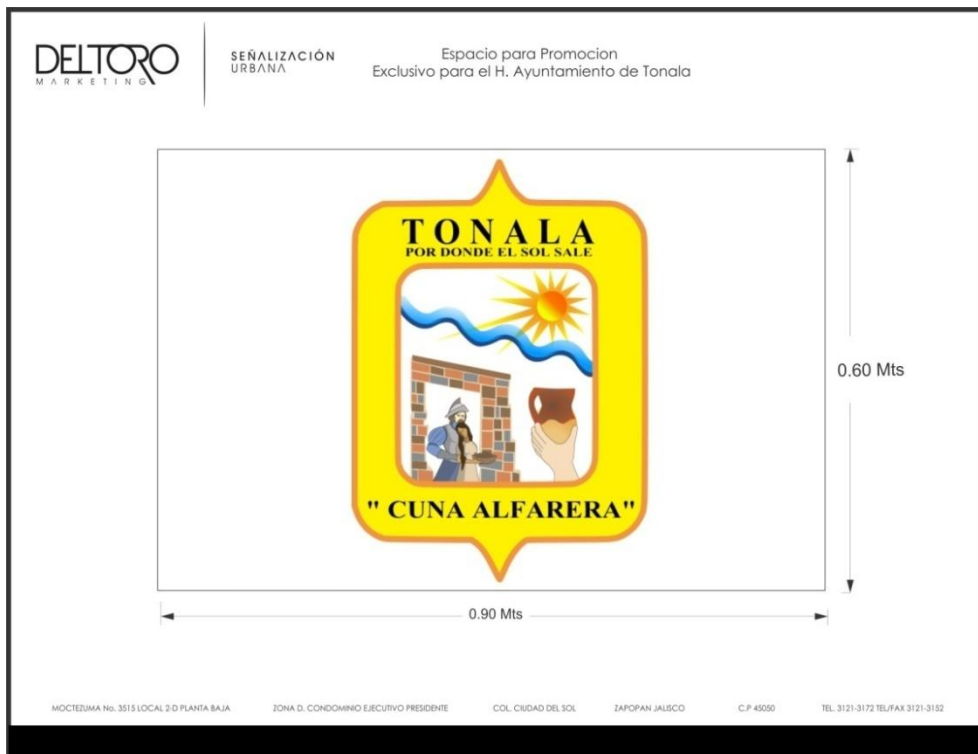 DELTORO
MARKETING
SEÑALIZACIÓN
URBANA
Espacio para Promocion
Exclusivo para el H. Ayuntamiento de Tonala
TONALA
POR DONDE EL SOL SALE
" CUNA ALFARERA"
0.60 Mts
0.90 Mts
MOCTEZUMA No. 3515 LOCAL 2-D PLANTA BAJA ZONA D, CONDOMINIO EJECUTIVO PRESIDENTE COL. CIUDAD DEL SOL ZAPOPAN JALISCO C.P 45050 TEL. 3121-3172 TEL/FAX 3121-3152